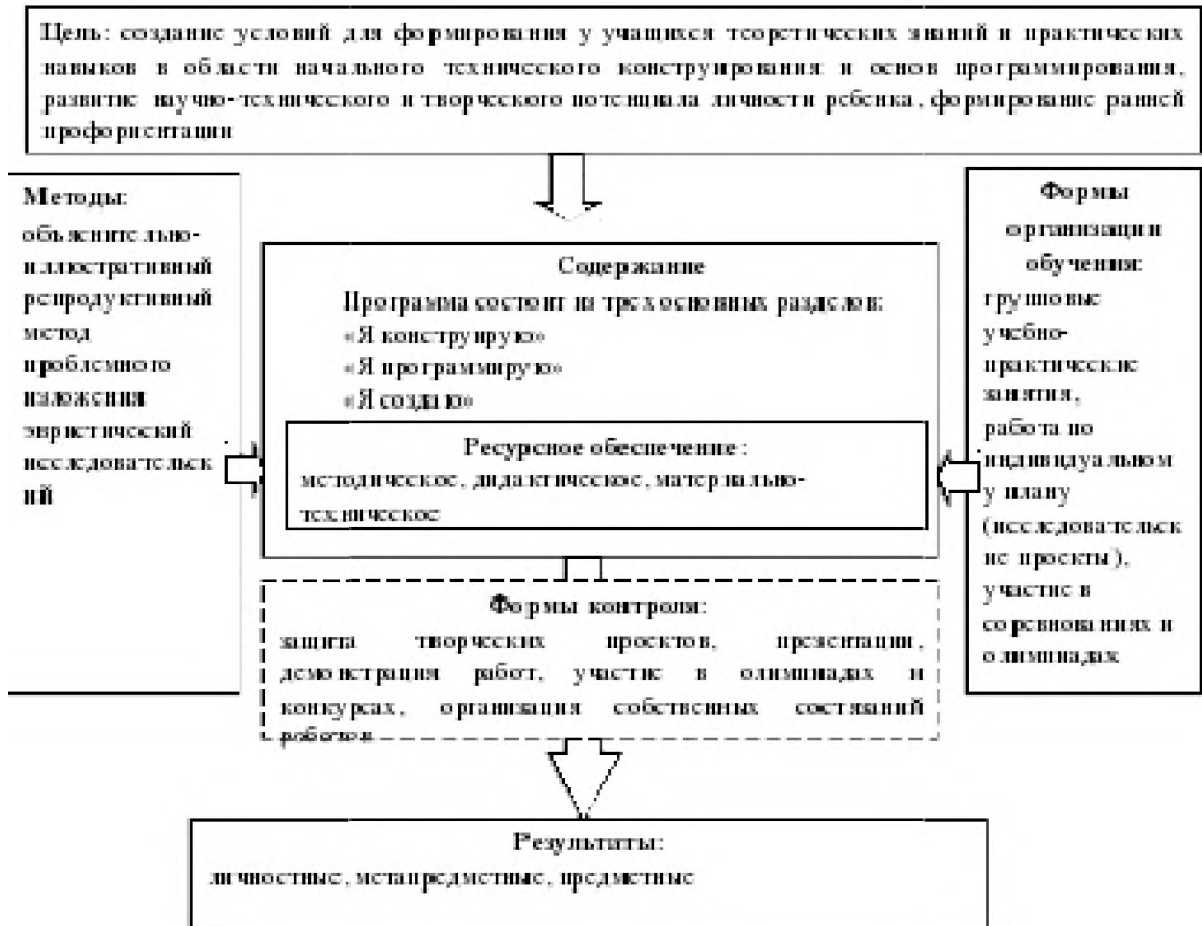 Цель: создание условий для формирования у учащихся теоретических знаний и практических
навыков в области начального технического конструирования и основ программирования,
развитие научно-технического и творческого потенциала личности ребенка, формирование ранней
профориентации
Методы:
объяснительно-
иллюстративный
репродуктивный
метод
проблемного
изложения
эвристический
исследовательск
ий
Содержание
Программа состоит из трех основных разделов:
«Я конструирую»
«Я программирую»
«Я создаю»
Ресурсное обеспечение:
методическое, дидактическое, материально-
техническое
Формы
организации
обучения:
групповые
учебно-
практические
занятия,
работа по
индивидуальном
у плану
(исследовательск
ие проекты),
участие в
соревнованиях и
олимпиадах
Формы контроля:
защита творческих проектов, презентации,
демонстрация работ, участие в олимпиадах и
конкурсах, организация собственных состязаний
роботов
Результаты:
личностные, метапредметные, предметные